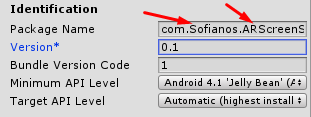 Identification
Package Name com.Sofianos.ARScreenS
Version* 0.1
Bundle Version Code 1
Minimum API Level Android 4.1 'Jelly Bean' (A
Target API Level Automatic (highest install